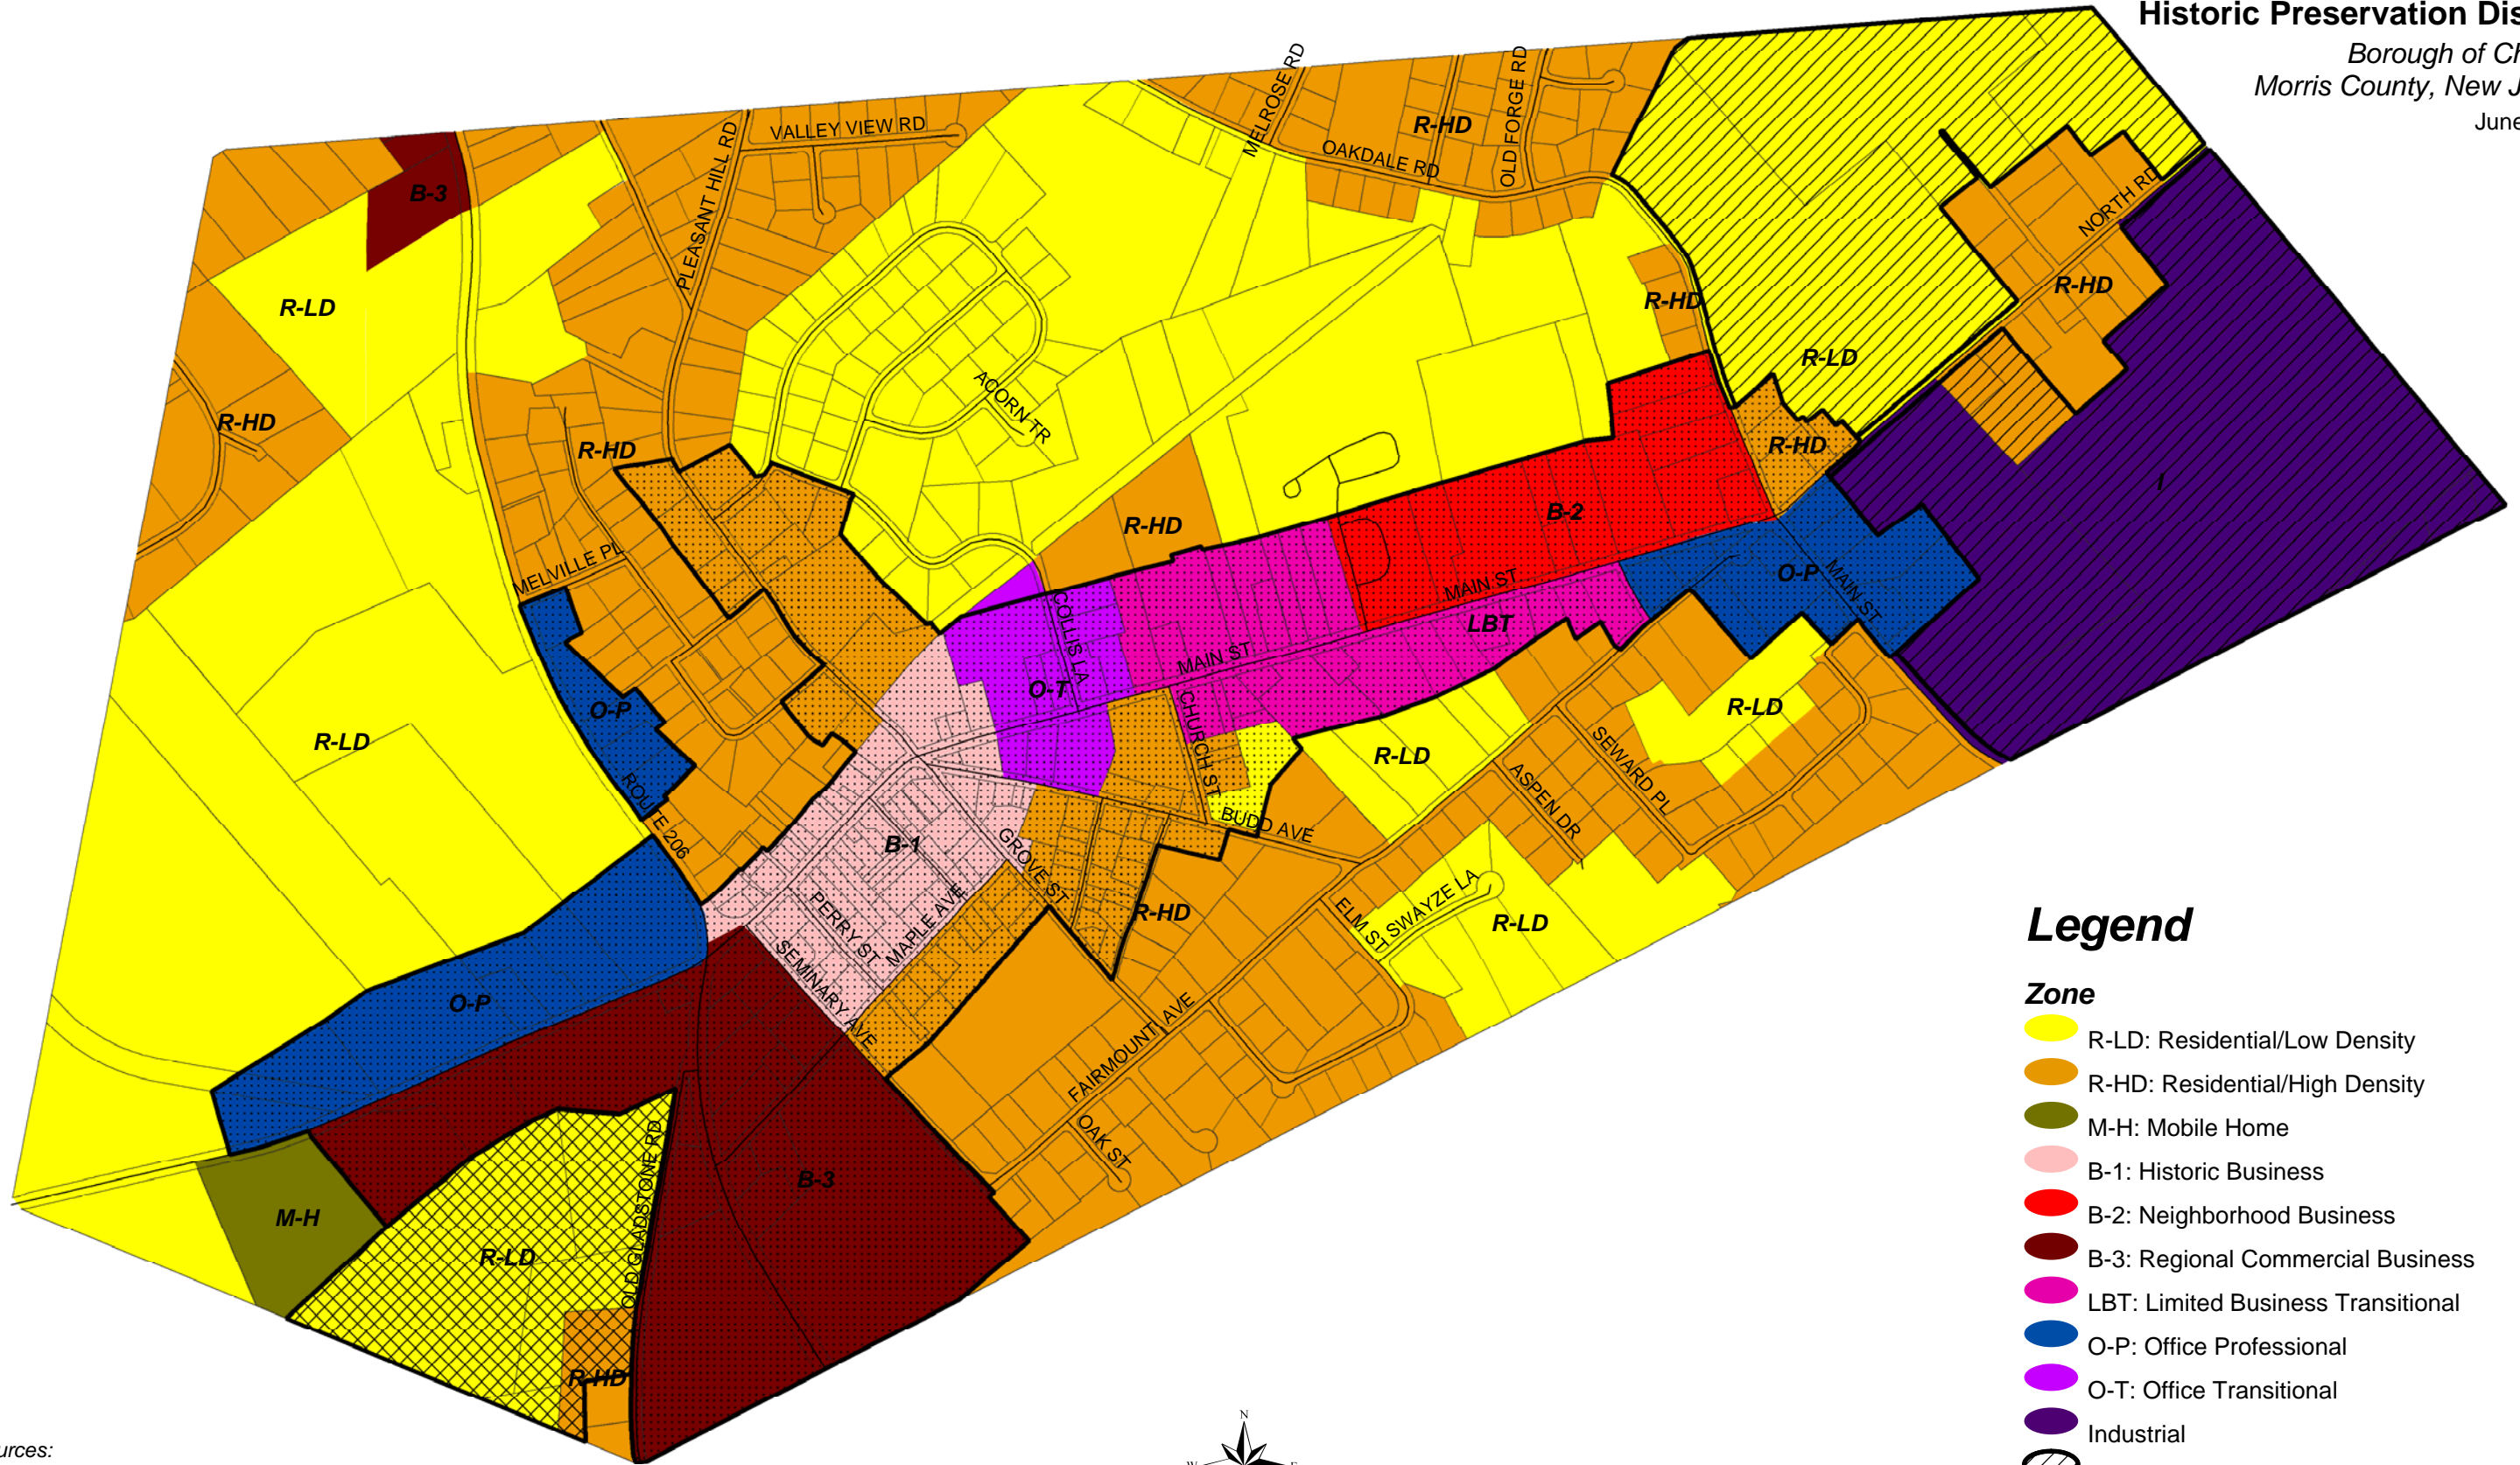 Historic Preservation Dis
Borough of Ch
Morris County, New J
June
MELROSE RD
OLD FORGE RD
R-HD
VALLEY VIEW RD
PLEASANT HILL RD
OAKDALE RD
B-3
NORTH RD
R-HD
R-LD
R-HD
R-LD
ACORN TR
R-HD
R-HD
R-HD
I
B-2
R-HD
MELVILLE PL
O-P
MAIN ST
MAIN ST
COLLIS LA
LBT
MAIN ST
O-T
O-P
CHURCH ST
R-LD
R-LD
R-LD
SEWARD PL
ASPEN DR
ROUTE 206
BUDD AVE
B-1
GROVE ST
PERRY ST
MAPLE AVE
R-HD
ELM ST
SWAYZE LA
R-LD
SEMINARY AVE
O-P
FAIRMOUNT AVE
OAK ST
B-3
M-H
OLD GLADSTONE RD
R-LD
R-HD
Legend
Zone
R-LD: Residential/Low Density
R-HD: Residential/High Density
M-H: Mobile Home
B-1: Historic Business
B-2: Neighborhood Business
B-3: Regional Commercial Business
LBT: Limited Business Transitional
O-P: Office Professional
O-T: Office Transitional
Industrial
N
W
E
urces: